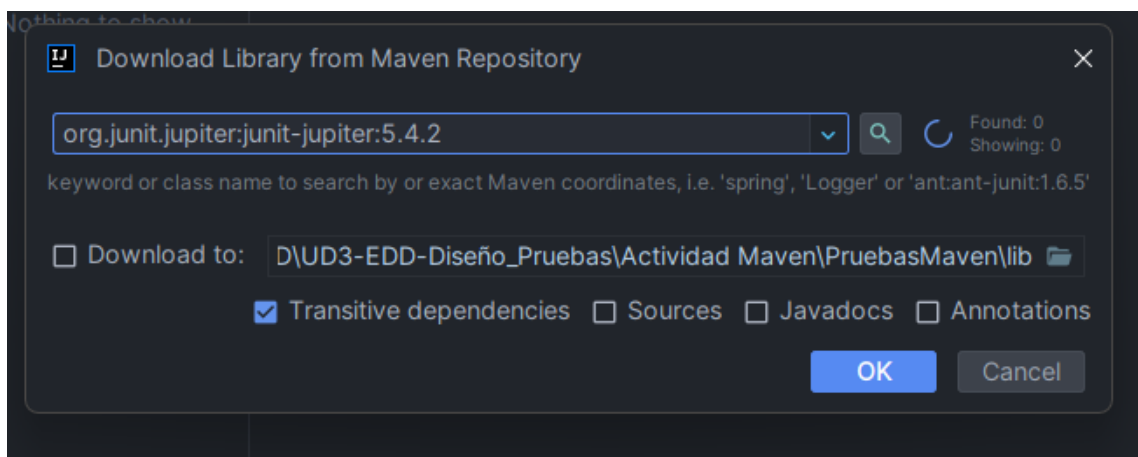 Nothing to show
IJ
Download Library from Maven Repository
org.junit.jupiter:junit-jupiter:5.4.2
Found: 0
Showing: 0
keyword or class name to search by or exact Maven coordinates, i.e. 'spring', 'Logger' or 'ant:ant-junit:1.6.5'
Download to: D\UD3-EDD-Diseño_Pruebas\Actividad Maven\PruebasMaven\lib
Transitive dependencies Sources Javadocs Annotations
OK Cancel